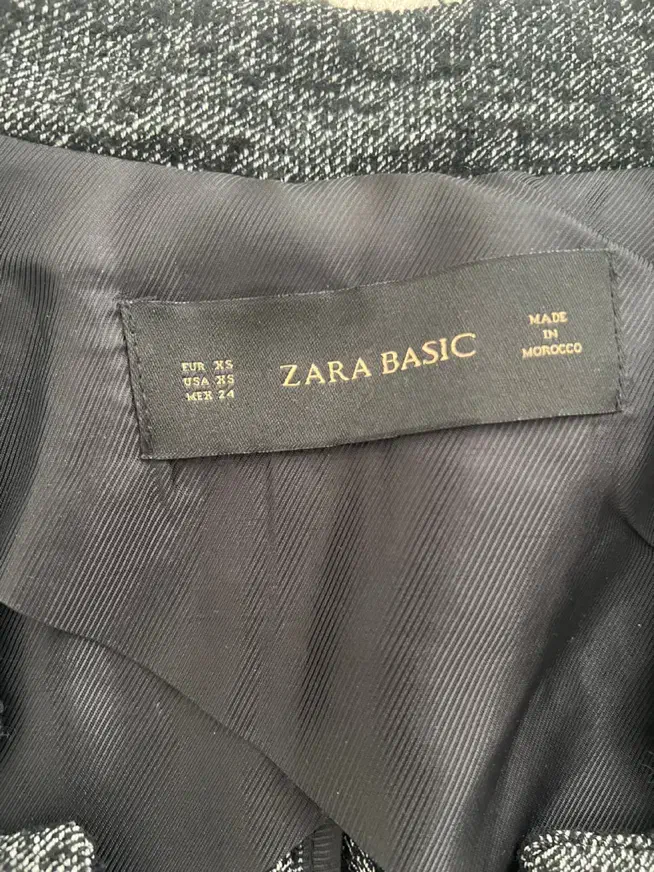 EUR XS
USA XS
MEX 24
ZARA BASIC
MADE
IN
MOROCCO